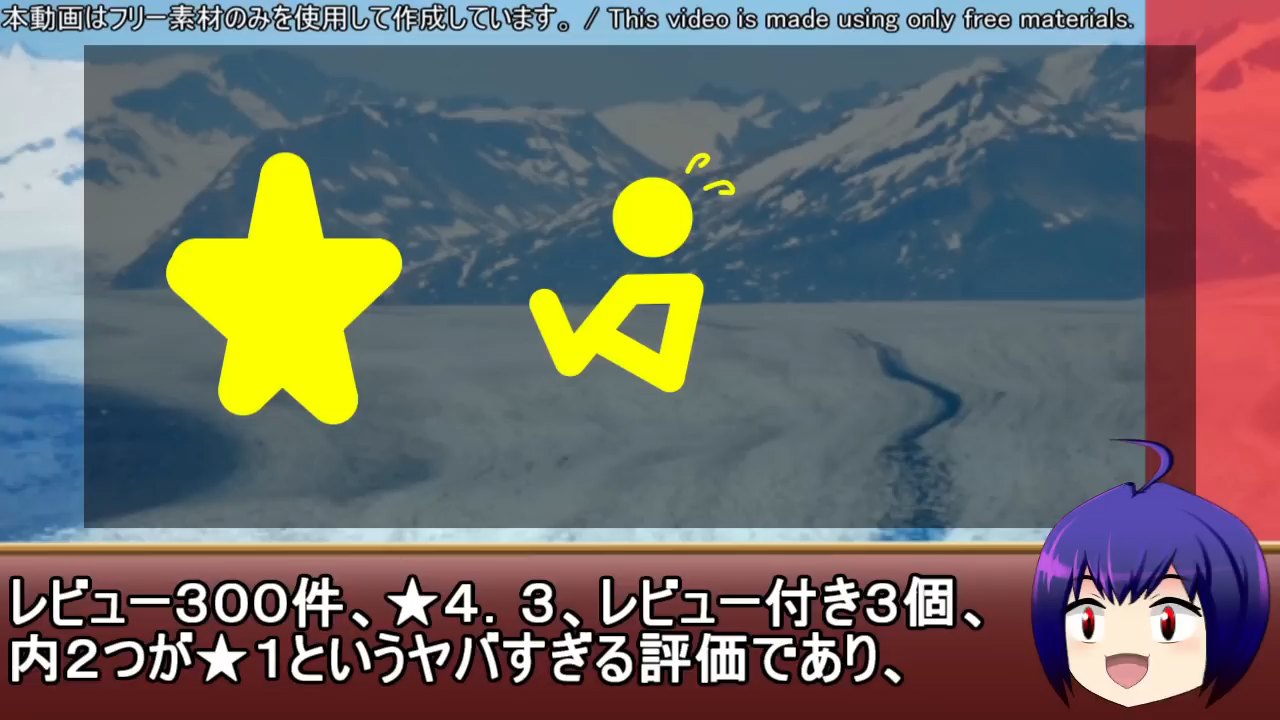 本動画はフリー素材のみを使用して作成しています。 / This video is made using only free materials.
レビュー３００件、★４．３、レビュー付き３個、
内２つが★１というヤバすぎる評価であり、